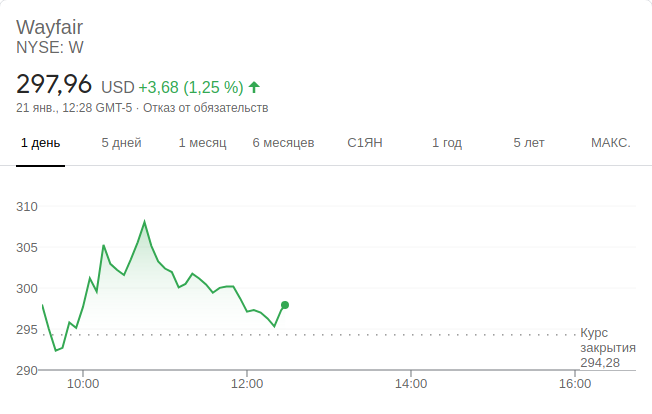 Wayfair
NYSE: W
297,96 USD +3,68 (1,25 %)
21 янв., 12:28 GMT-5 · Отказ от обязательств
1 день 5 дней 1 месяц 6 месяцев С1ЯН 1 год 5 лет МАКС.
310
305
300
295
290
Курс
закрытия
294,28
10:00 12:00 14:00 16:00